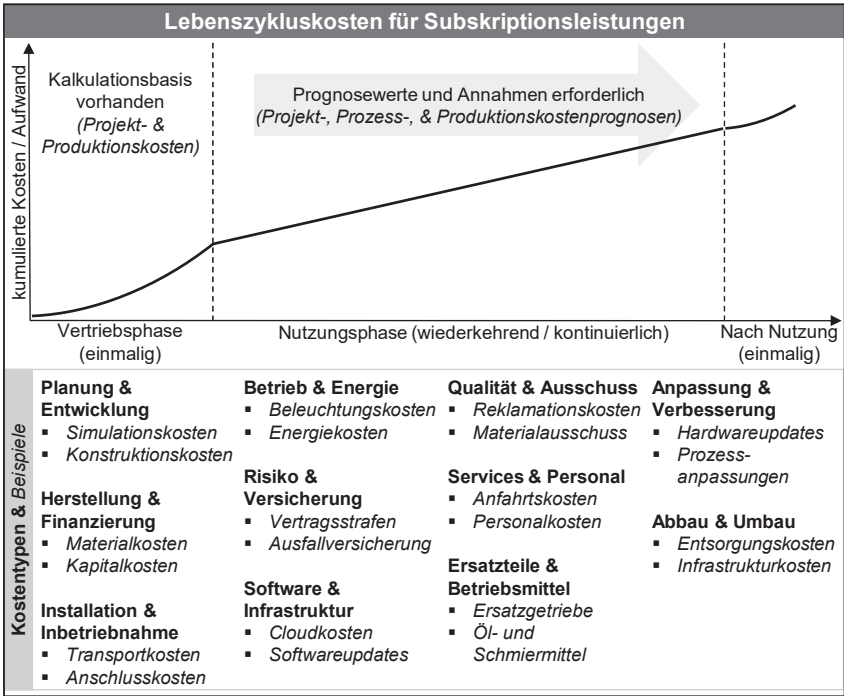 Lebenszykluskosten für Subskriptionsleistungen
kumulierte Kosten / Aufwand
Kalkulationsbasis
vorhanden
(Projekt- &
Produktionskosten)
Prognosewerte und Annahmen erforderlich
(Projekt-, Prozess-, & Produktionskostenprognosen)
Vertriebsphase
(einmalig)
Nutzungsphase (wiederkehrend / kontinuierlich)
Nach Nutzung
(einmalig)
Kostentypen & Beispiele
Planung &
Entwicklung
▪ Simulationskosten
▪ Konstruktionskosten
Herstellung &
Finanzierung
▪ Materialkosten
▪ Kapitalkosten
Installation &
Inbetriebnahme
▪ Transportkosten
▪ Anschlusskosten
Betrieb & Energie
▪ Beleuchtungskosten
▪ Energiekosten
Risiko &
Versicherung
▪ Vertragsstrafen
▪ Ausfallversicherung
Software &
Infrastruktur
▪ Cloudkosten
▪ Softwareupdates
Qualität & Ausschuss
▪ Reklamationskosten
▪ Materialausschuss
Services & Personal
▪ Anfahrtskosten
▪ Personalkosten
Ersatzteile &
Betriebsmittel
▪ Ersatzgetriebe
▪ Öl- und
Schmiermittel
Anpassung &
Verbesserung
▪ Hardwareupdates
▪ Prozess-
anpassungen
Abbau & Umbau
▪ Entsorgungskosten
▪ Infrastrukturkosten